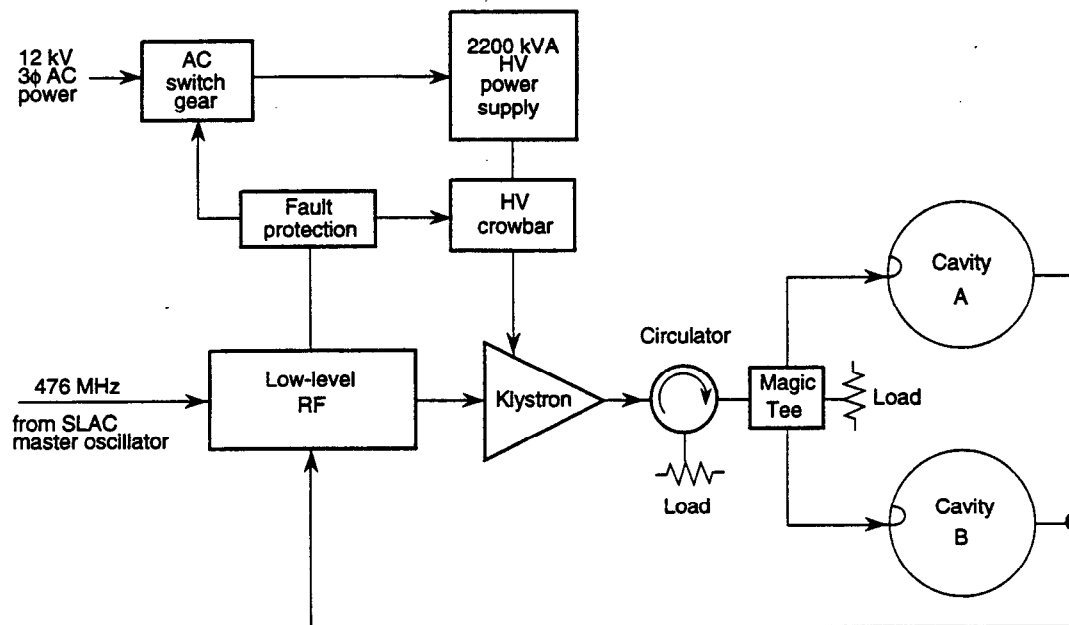 12 kV
3ϕ AC
power
AC
switch
gear
2200 kVA
HV
power
supply
Fault
protection
HV
crowbar
476 MHz
from SLAC
master oscillator
Low-level
RF
Klystron
Circulator
Load
Magic
Tee
Load
Cavity
A
Cavity
B